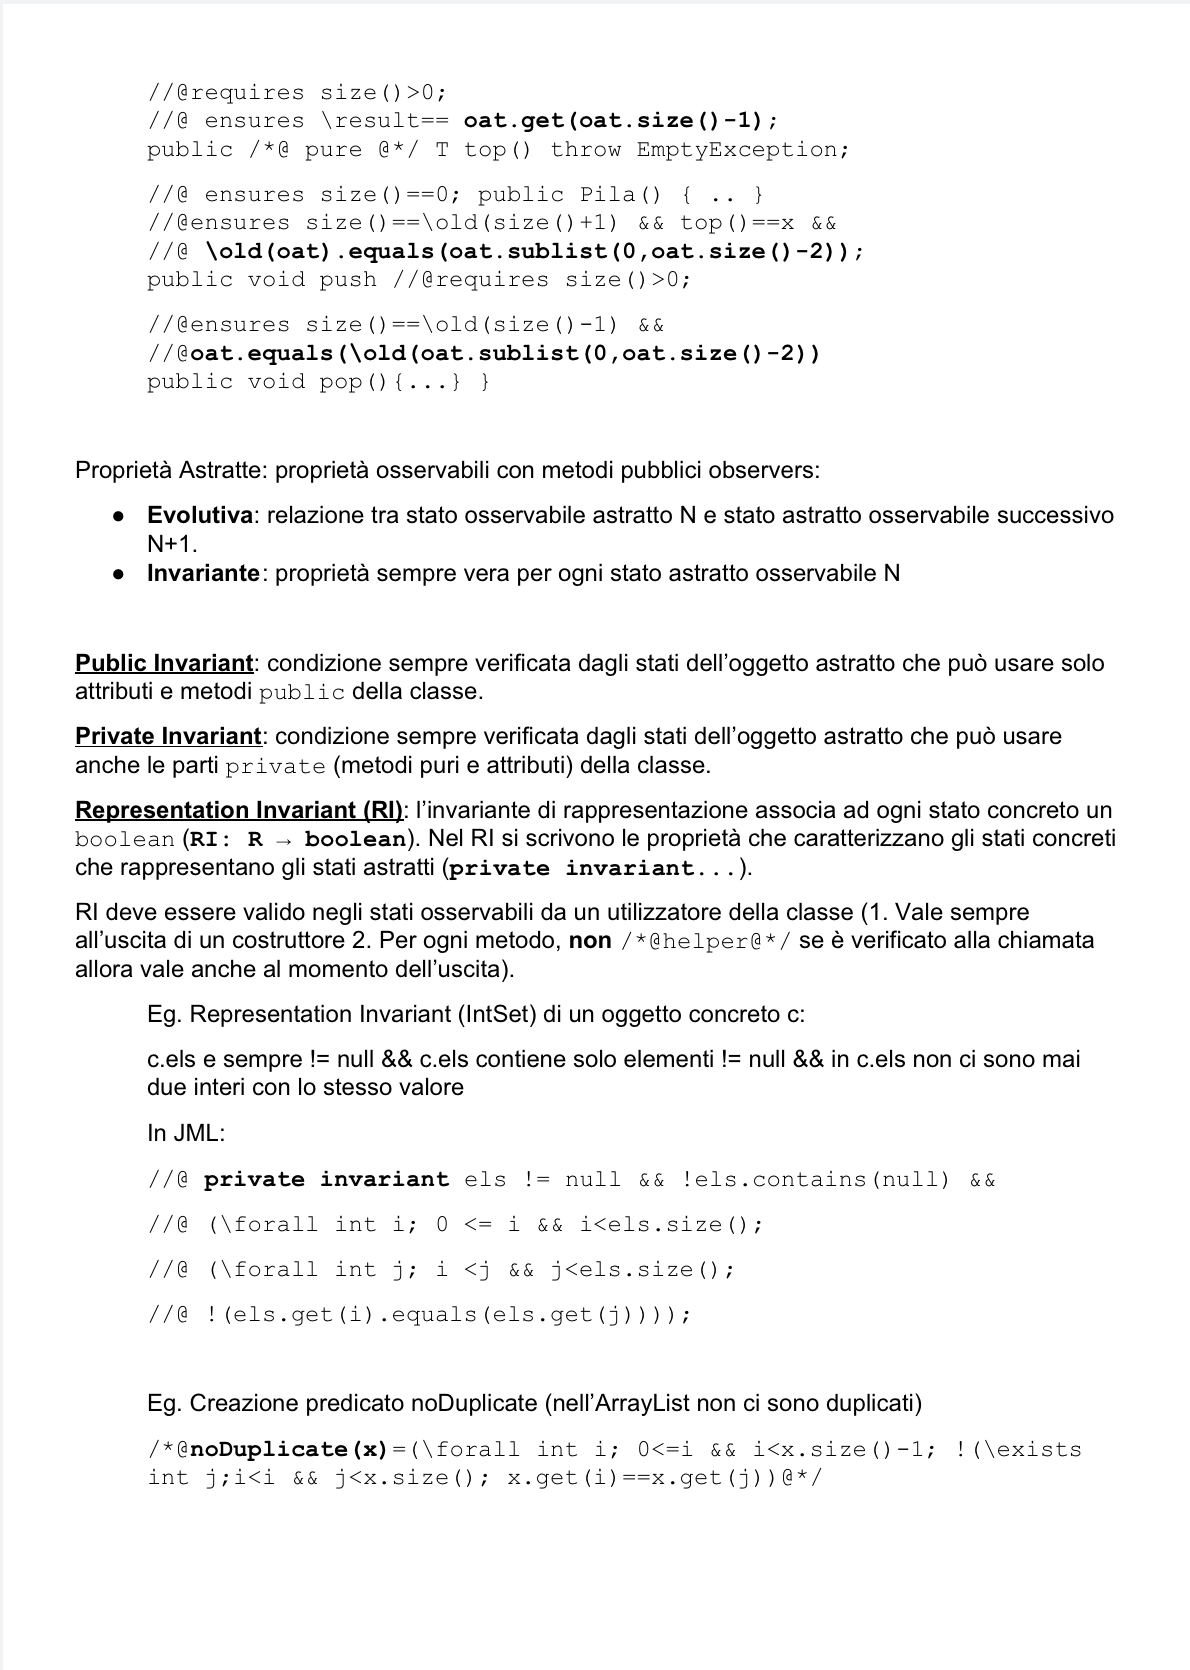 //@requires size()>0;
//@ ensures \result== oat.get(oat.size()-1);
public /*@ pure @*/ T top() throw EmptyException;
//@ ensures size()==0; public Pila() { .. }
//@ensures size()==\old(size()+1) && top()==x &&
//@ \old(oat).equals(oat.sublist(0,oat.size()-2));
public void push //@requires size()>0;
//@ensures size()==\old(size()-1) &&
//@oat.equals(\old(oat.sublist(0,oat.size()-2))
public void pop(){...} }
Proprietà Astratte: proprietà osservabili con metodi pubblici observers:
● Evolutiva: relazione tra stato osservabile astratto N e stato astratto osservabile successivo
N+1.
● Invariante: proprietà sempre vera per ogni stato astratto osservabile N
Public Invariant: condizione sempre verificata dagli stati dell’oggetto astratto che può usare solo
attributi e metodi public della classe.
Private Invariant: condizione sempre verificata dagli stati dell’oggetto astratto che può usare
anche le parti private (metodi puri e attributi) della classe.
Representation Invariant (RI): l’invariante di rappresentazione associa ad ogni stato concreto un
boolean (RI: R → boolean). Nel RI si scrivono le proprietà che caratterizzano gli stati concreti
che rappresentano gli stati astratti (private invariant...).
RI deve essere valido negli stati osservabili da un utilizzatore della classe (1. Vale sempre
all’uscita di un costruttore 2. Per ogni metodo, non /*@helper@*/ se è verificato alla chiamata
allora vale anche al momento dell’uscita).
Eg. Representation Invariant (IntSet) di un oggetto concreto c:
c.els e sempre != null && c.els contiene solo elementi != null && in c.els non ci sono mai
due interi con lo stesso valore
In JML:
//@ private invariant els != null && !els.contains(null) &&
//@ (\forall int i; 0 <= i && i<els.size();
//@ (\forall int j; i <j && j<els.size();
//@ !(els.get(i).equals(els.get(j))));
Eg. Creazione predicato noDuplicate (nell’ArrayList non ci sono duplicati)
/*@noDuplicate(x)=(\forall int i; 0<=i && i<x.size()-1; !(\exists
int j;i<i && j<x.size(); x.get(i)==x.get(j))@*/